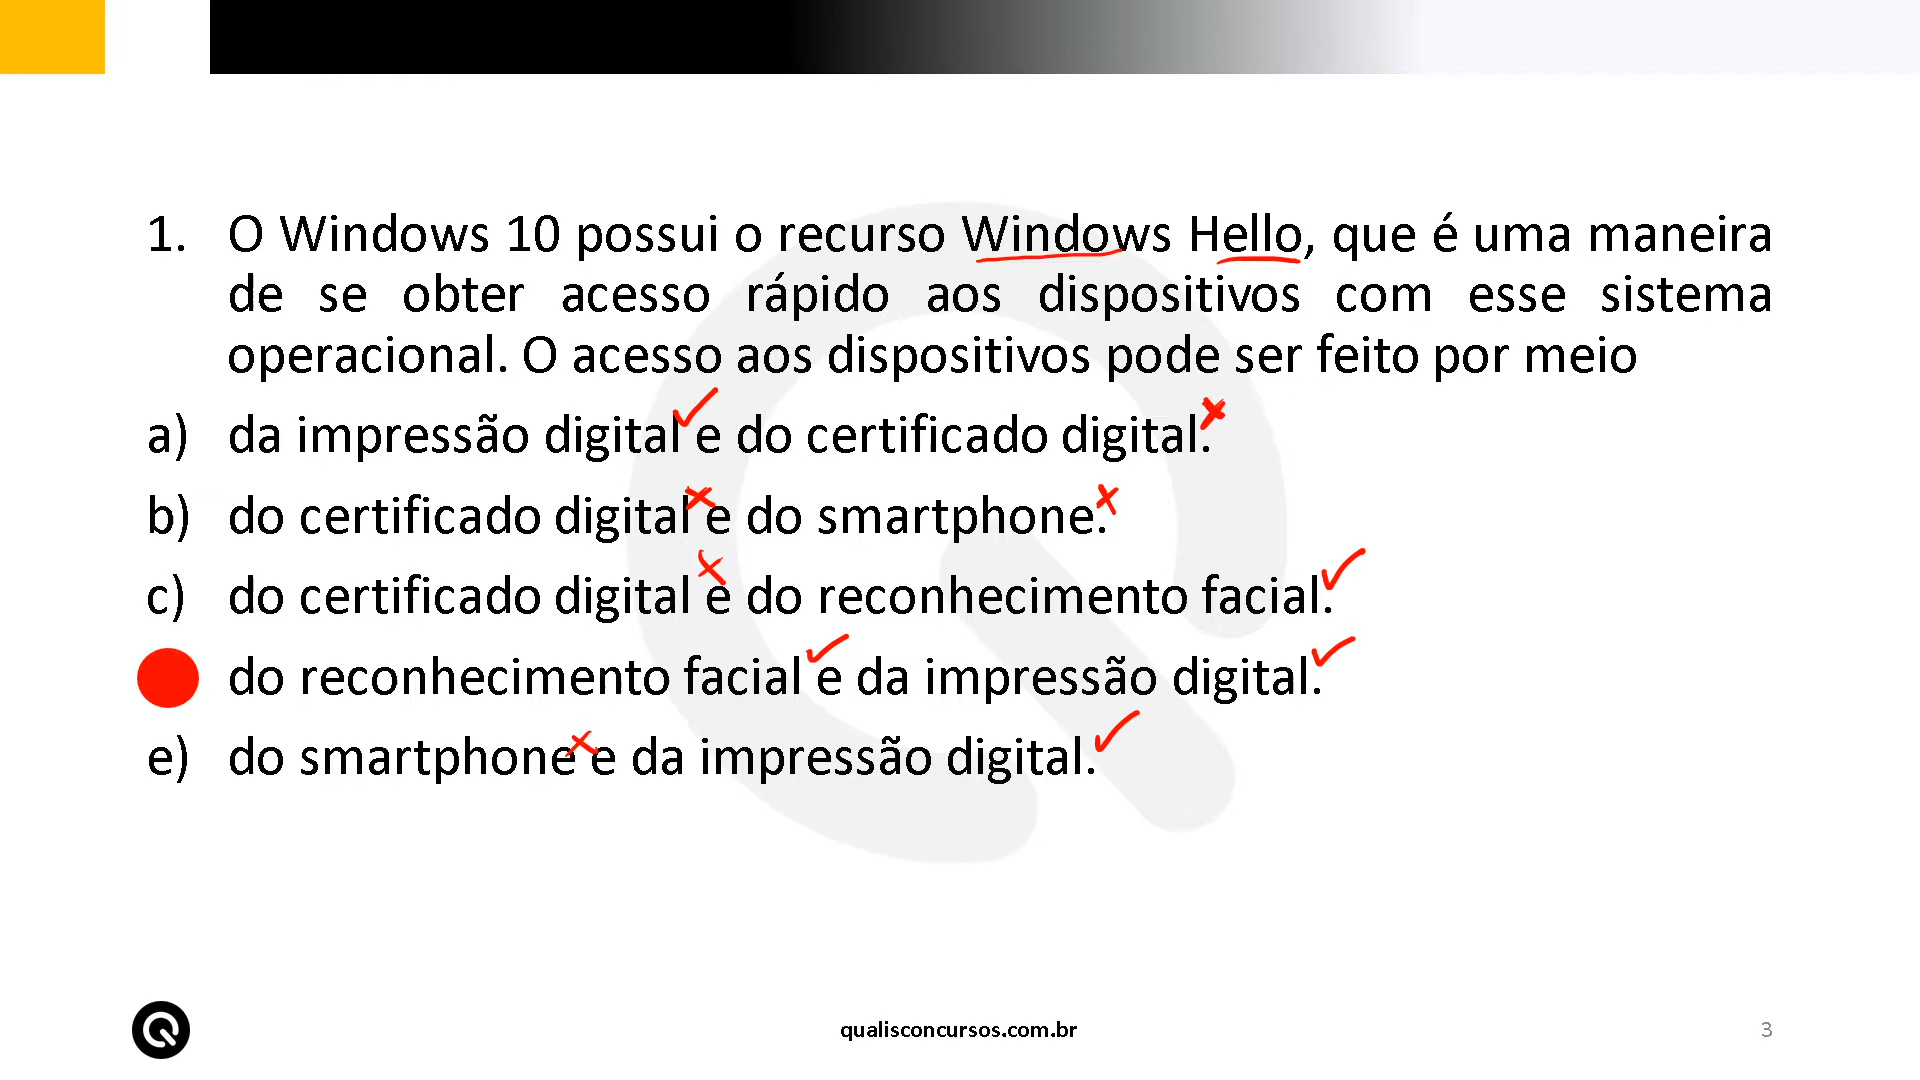 1. O Windows 10 possui o recurso Windows Hello, que é uma maneira
de se obter acesso rápido aos dispositivos com esse sistema
operacional. O acesso aos dispositivos pode ser feito por meio
a) da impressão digital e do certificado digital.
b) do certificado digital e do smartphone.
c) do certificado digital e do reconhecimento facial.
do reconhecimento facial e da impressão digital.
e) do smartphone e da impressão digital.
qualisconcursos.com.br
3